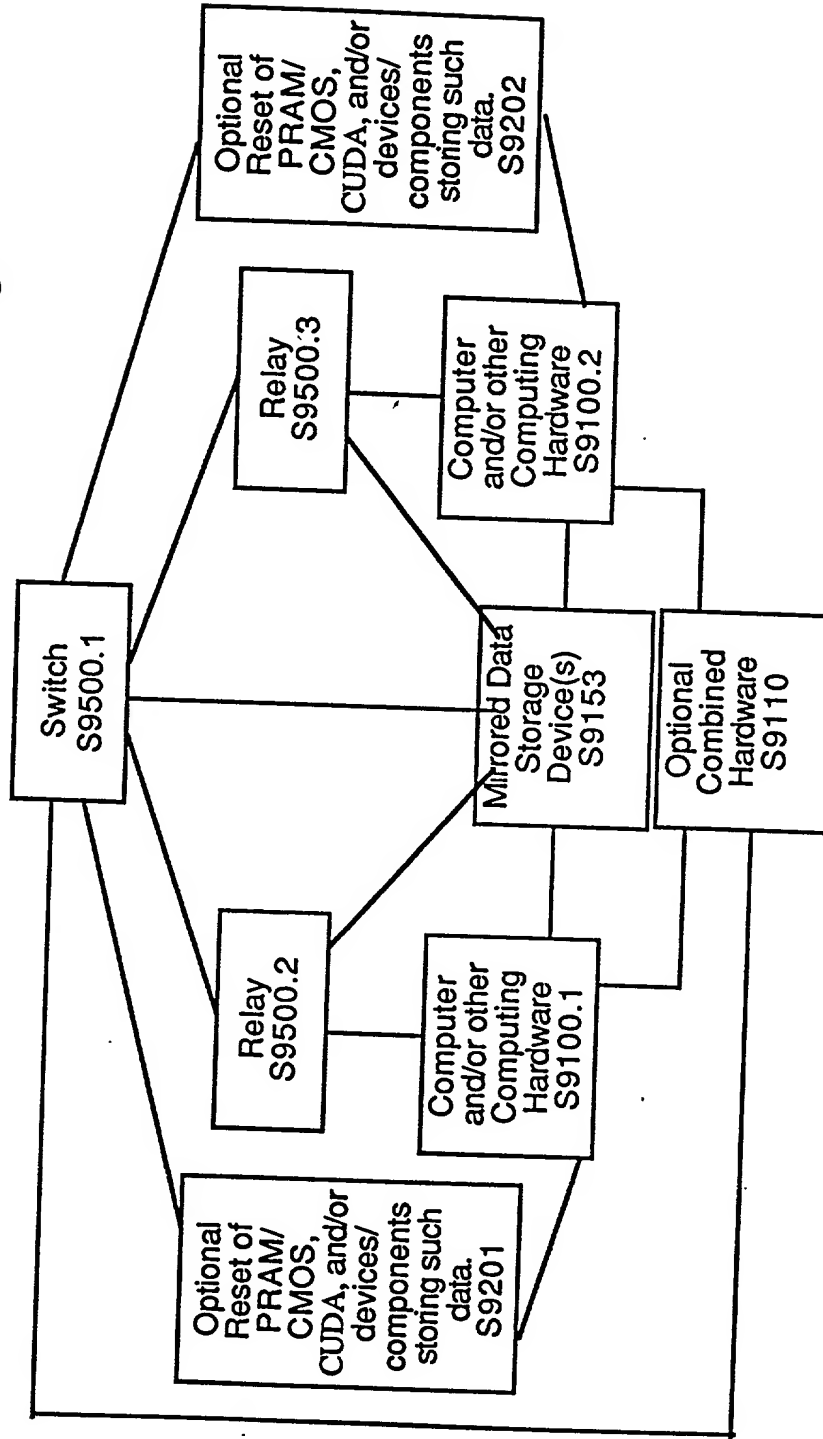 Switch
S9500.1
Optional
Reset of
PRAM/
CMOS,
CUDA, and/or
devices/
components
storing such
data.
S9201
Relay
S9500.2
Relay
S9500.3
Optional
Reset of
PRAM/
CMOS,
CUDA, and/or
devices/
components
storing such
data.
S9202
Computer
and/or other
Computing
Hardware
S9100.1
Mirrored Data
Storage
Device(s)
S9153
Computer
and/or other
Computing
Hardware
S9100.2
Optional
Combined
Hardware
S9110